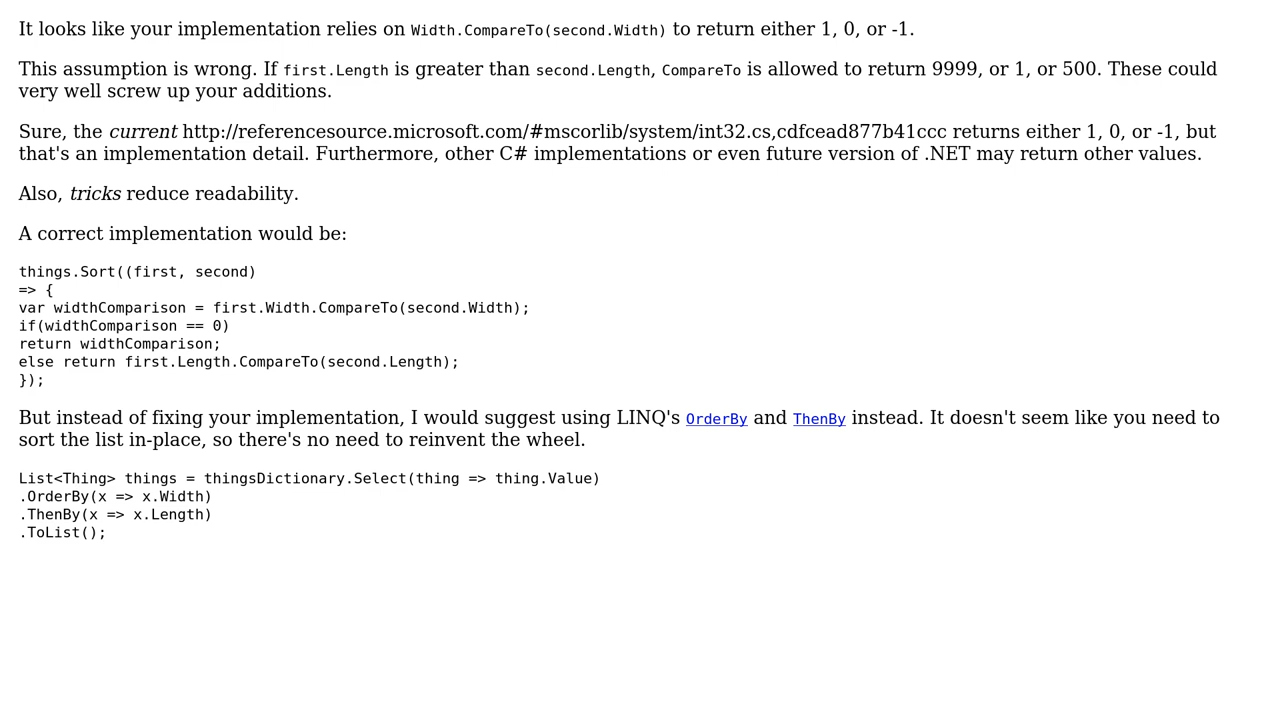 It looks like your implementation relies on Width.CompareTo(second.Width) to return either 1, 0, or -1.
This assumption is wrong. If first.Length is greater than second.Length, CompareTo is allowed to return 9999, or 1, or 500. These could
very well screw up your additions.
Sure, the current http://referencesource.microsoft.com/#mscorlib/system/int32.cs,cdfcead877b41ccc returns either 1, 0, or -1, but
that's an implementation detail. Furthermore, other C# implementations or even future version of .NET may return other values.
Also, tricks reduce readability.
A correct implementation would be:
things.Sort((first, second)
=> {
var widthComparison = first.Width.CompareTo(second.Width);
if(widthComparison == 0)
return widthComparison;
else return first.Length.CompareTo(second.Length);
});
But instead of fixing your implementation, I would suggest using LINQ's OrderBy and ThenBy instead. It doesn't seem like you need to
sort the list in-place, so there's no need to reinvent the wheel.
List<Thing> things = thingsDictionary.Select(thing => thing.Value)
.OrderBy(x => x.Width)
.ThenBy(x => x.Length)
.ToList();